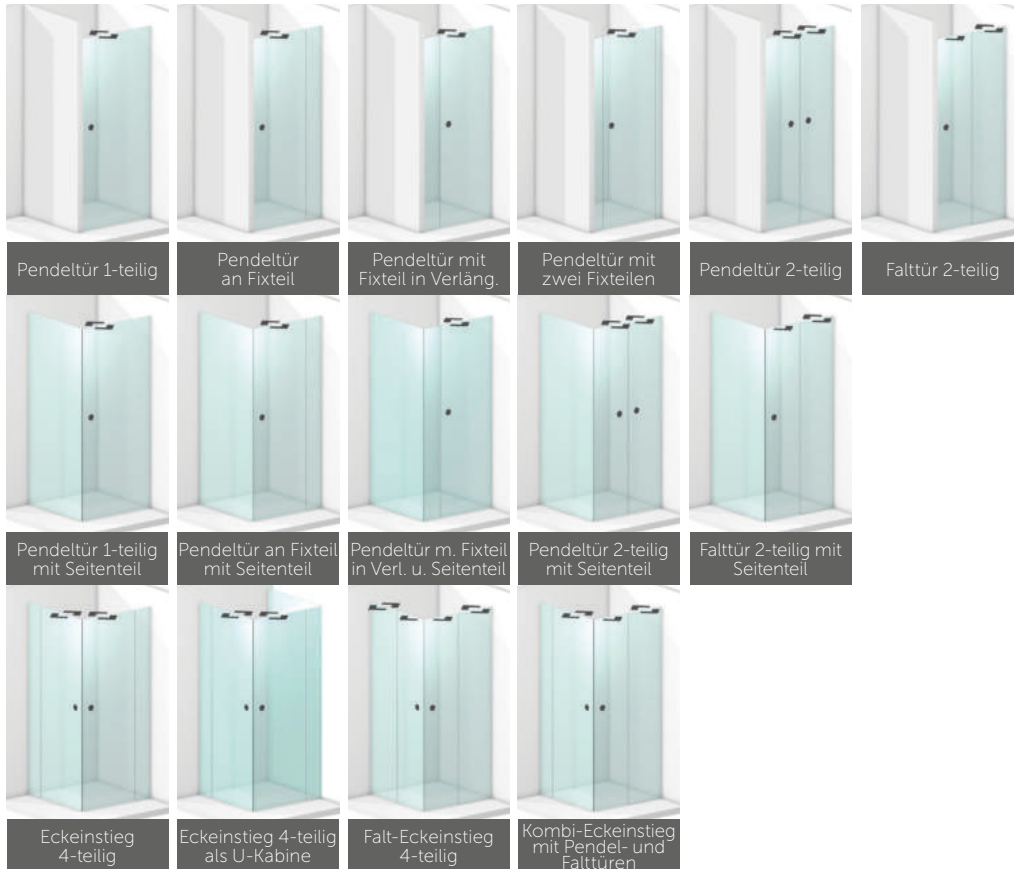 Pendeltür 1-teilig
Pendeltür
an Fixteil
Pendeltür mit
Fixteil in Verläng.
Pendeltür mit
zwei Fixteilen
Pendeltür 2-teilig
Falttür 2-teilig
Pendeltür 1-teilig
mit Seitenteil
Pendeltür an Fixteil
mit Seitenteil
Pendeltür m. Fixteil
in Verl. u. Seitenteil
Pendeltür 2-teilig
mit Seitenteil
Falttür 2-teilig mit
Seitenteil
Eckeinstieg
4-teilig
Eckeinstieg 4-teilig
als U-Kabine
Falt-Eckeinstieg
4-teilig
Kombi-Eckeinstieg
mit Pendel- und
Falttüren